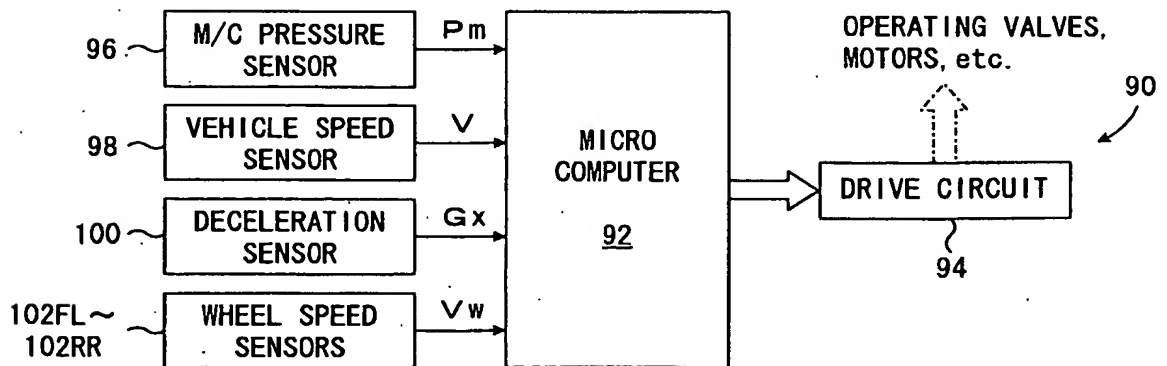 96
M/C PRESSURE
SENSOR
Pm
98
VEHICLE SPEED
SENSOR
V
100
DECELERATION
SENSOR
Gx
102FL~
102RR
WHEEL SPEED
SENSORS
Vw
MICRO
COMPUTER
92
OPERATING VALVES,
MOTORS, etc.
90
DRIVE CIRCUIT
94